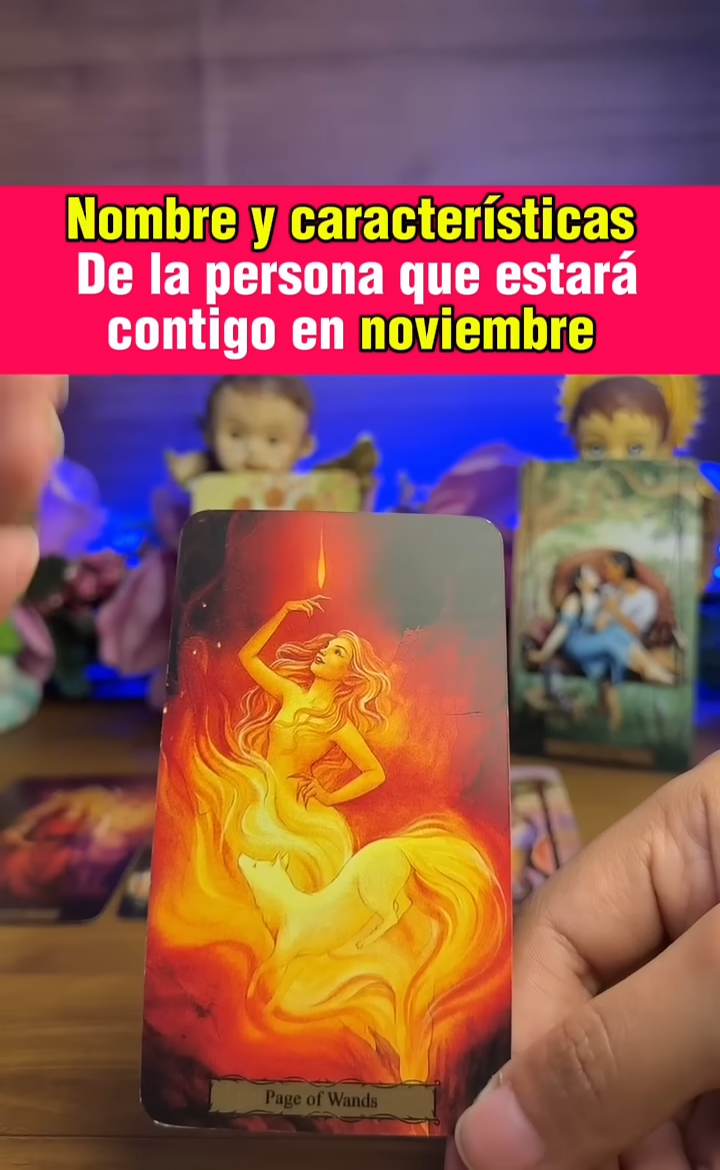 Nombre y características
De la persona que estará
contigo en noviembre
Page of Wands